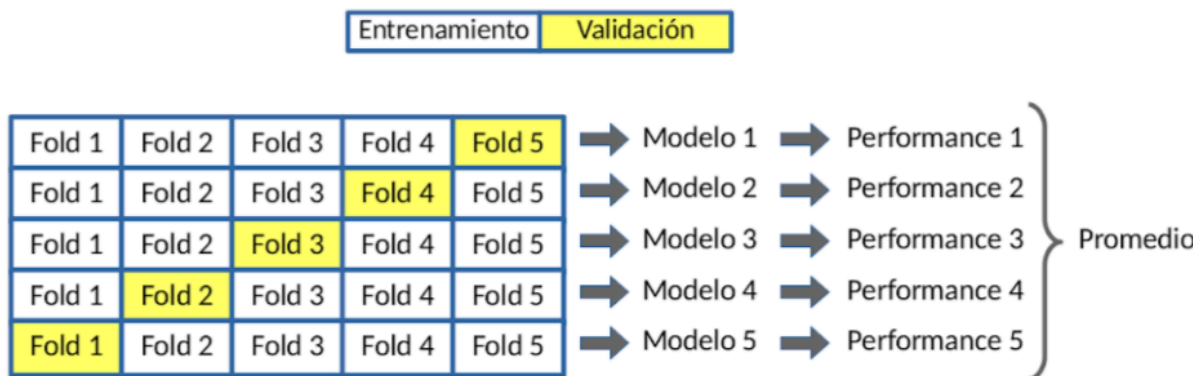 Entrenamiento Validación
Fold 1 Fold 2 Fold 3 Fold 4 Fold 5 Modelo 1 Performance 1
Fold 1 Fold 2 Fold 3 Fold 4 Fold 5 Modelo 2 Performance 2
Fold 1 Fold 2 Fold 3 Fold 4 Fold 5 Modelo 3 Performance 3 Promedio
Fold 1 Fold 2 Fold 3 Fold 4 Fold 5 Modelo 4 Performance 4
Fold 1 Fold 2 Fold 3 Fold 4 Fold 5 Modelo 5 Performance 5